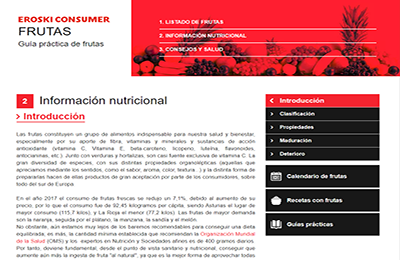 EROSKI CONSUMER
FRUTAS
Guía práctica de frutas
1. LISTADO DE FRUTAS
2. INFORMACIÓN NUTRICIONAL
3. CONSEJOS Y SALUD
2 Información nutricional
> Introducción
Las frutas constituyen un grupo de alimentos indispensable para nuestra salud y bienestar,
especialmente por su aporte de fibra, vitaminas y minerales y sustancias de acción
antioxidante (vitamina C, Vitamina E, beta-caroteno, licopeno, luteína, flavonoides,
antocianinas, etc.). Junto con verduras y hortalizas, son casi fuente exclusiva de vitamina C. La
gran diversidad de especies, con sus distintas propiedades organolépticas (aquellas que
apreciamos mediante los sentidos, como el sabor, aroma, color, textura...) y la distinta forma de
prepararlas hacen de ellas productos de gran aceptación por parte de los consumidores, sobre
todo del sur de Europa.
En el año 2017 el consumo de frutas frescas se redujo un 7,1%, debido al aumento de su
precio, por lo que el consumo fue de 92,45 kilogramos per cápita, siendo Asturias el lugar de
mayor consumo (115,7 kilos), y La Rioja el menor (77,2 kilos). Las frutas de mayor demanda
son la naranja, seguida por el plátano, la manzana, la sandía y el melón.
No obstante, aún estamos muy lejos de los baremos recomendables para conseguir una dieta
equilibrada, es más, la cantidad mínima establecida que recomiendan la Organización Mundial
de la Salud (OMS) y los expertos en Nutrición y Sociedades afines es de 400 gramos diarios.
Por tanto, deviene fundamental, desde el punto de vista sanitario y nutricional, conseguir que
aumente aún más la ingesta de fruta "al natural", ya que es la mejor forma de aprovechar todas
< Introducción
> Clasificación
> Propiedades
> Maduración
> Deterioro
Calendario de frutas
Recetas con frutas
Glosario